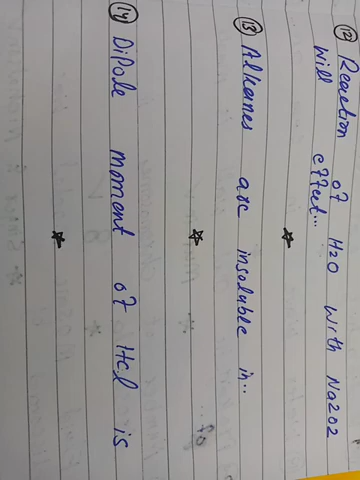 (12) Reaction of H2O with Na2O2
will effect...
(13) Alkanes are insoluble in..
(14) Dipole moment of Hcl is